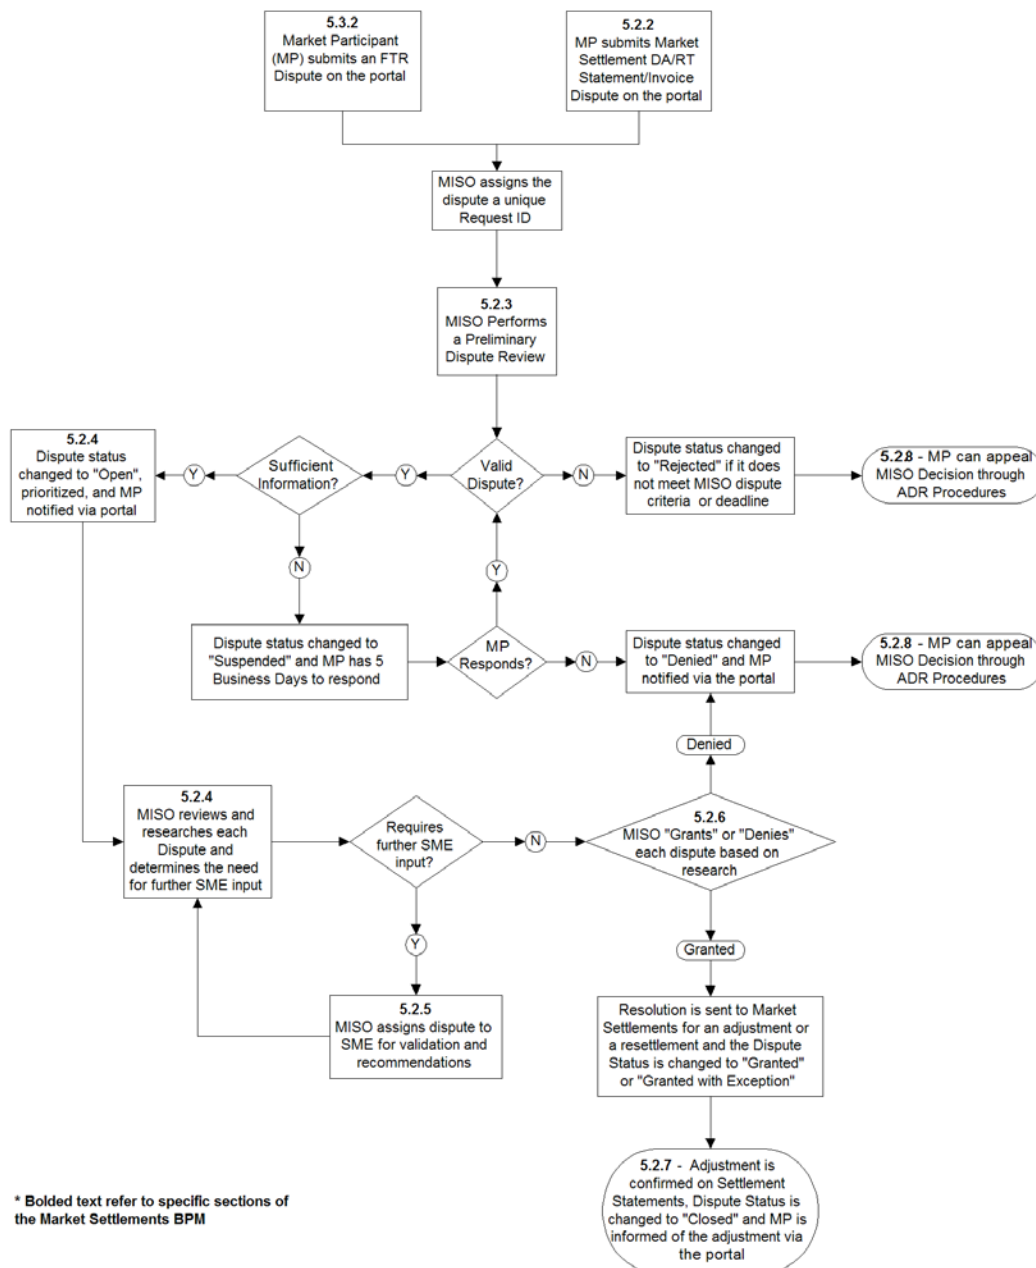 5.3.2
Market Participant
(MP) submits an FTR
Dispute on the portal
5.2.2
MP submits Market
Settlement DA/RT
Statement/Invoice
Dispute on the portal
MISO assigns the
dispute a unique
Request ID
5.2.3
MISO Performs
a Preliminary
Dispute Review
5.2.4
Dispute status
changed to "Open",
prioritized, and MP
notified via portal
Y
Sufficient
Information?
Y
Valid
Dispute?
N
Dispute status changed
to "Rejected" if it does
not meet MISO dispute
criteria or deadline
5.2.8 - MP can appeal
MISO Decision through
ADR Procedures
N
Y
Dispute status changed to
"Suspended" and MP has 5
Business Days to respond
MP
Responds?
N
Dispute status changed
to "Denied" and MP
notified via the portal
5.2.8 - MP can appeal
MISO Decision through
ADR Procedures
Denied
5.2.4
MISO reviews and
researches each
Dispute and
determines the need
for further SME input
Requires
further SME
input?
N
5.2.6
MISO "Grants" or "Denies"
each dispute based on
research
Y
Granted
5.2.5
MISO assigns dispute to
SME for validation and
recommendations
Resolution is sent to Market
Settlements for an adjustment or
a resettlement and the Dispute
Status is changed to "Granted"
or "Granted with Exception"
5.2.7 - Adjustment is
confirmed on Settlement
Statements, Dispute Status is
changed to "Closed" and MP is
informed of the adjustment via
the portal
* Bolded text refer to specific sections of
the Market Settlements BPM